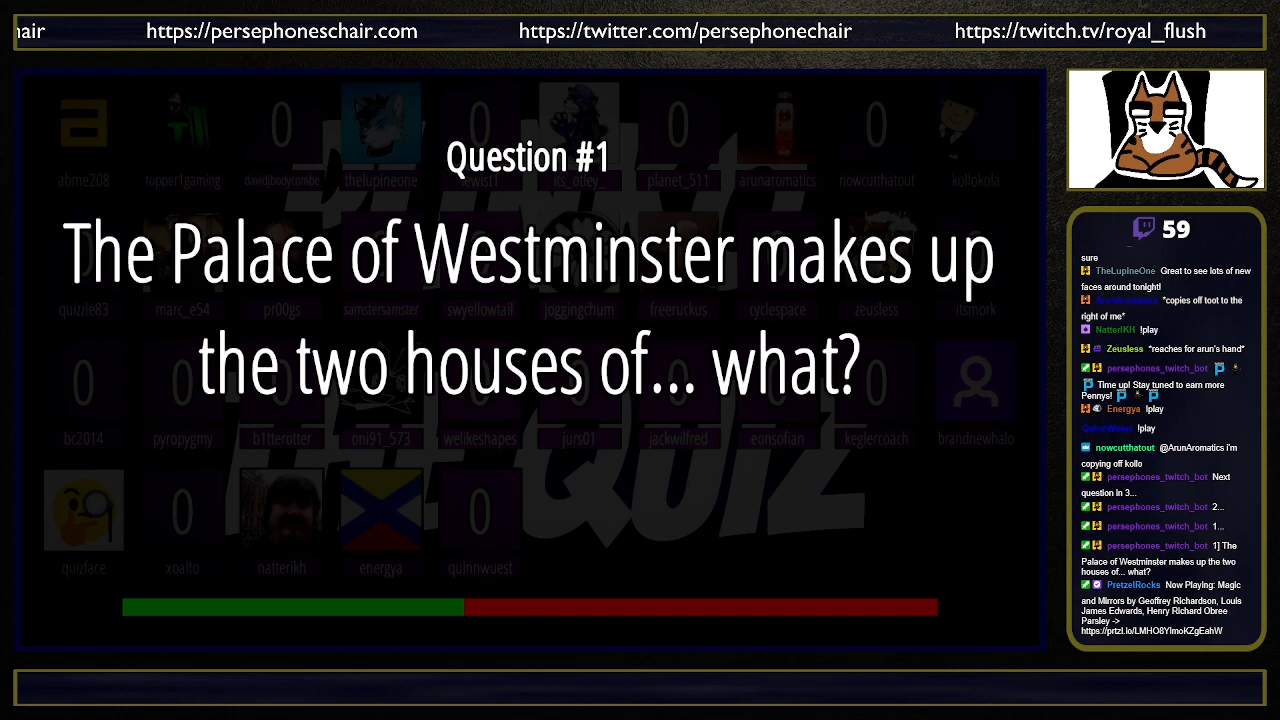 hair https://persephoneschair.com https://twitter.com/persephonechair https://twitch.tv/royal_flush
Question #1
The Palace of Westminster makes up
the two houses of... what?
abme208 topper1gaming davidjbodycombe thelupineone lewist1 its_otley_ planet_511 arunaromatics nowcutthatout kollokola
quizzle83 marc_e54 pr00gs samstersamster swyellowtail joggingchum freeruckus cyclespace zeusless itsmork
bc2014 pyropygmy b1tterotter oni91_573 welikeshapes jurs01 jackwilfred eonsofian keglercoach brandnewhalo
quizface xoalto natterikh energya quinnwuest
THE QUIZ
59
sure
TheLupineOne Great to see lots of new
faces around tonight!
ArunAromatics *copies off toot to the
right of me*
NatterIKH !play
Zeusless *reaches for arun's hand*
persephones_twitch_bot
Time up! Stay tuned to earn more
Pennys!
Energya !play
QuinnWuest !play
nowcutthatout @ArunAromatics i'm
copying off kollo
persephones_twitch_bot Next
question in 3...
persephones_twitch_bot 2...
persephones_twitch_bot 1...
persephones_twitch_bot 1] The
Palace of Westminster makes up the two
houses of... what?
PretzelRocks Now Playing: Magic
and Mirrors by Geoffrey Richardson, Louis
James Edwards, Henry Richard Obree
Parsley ->
https://prtzl.io/LMHO8YlmoKZgEahW